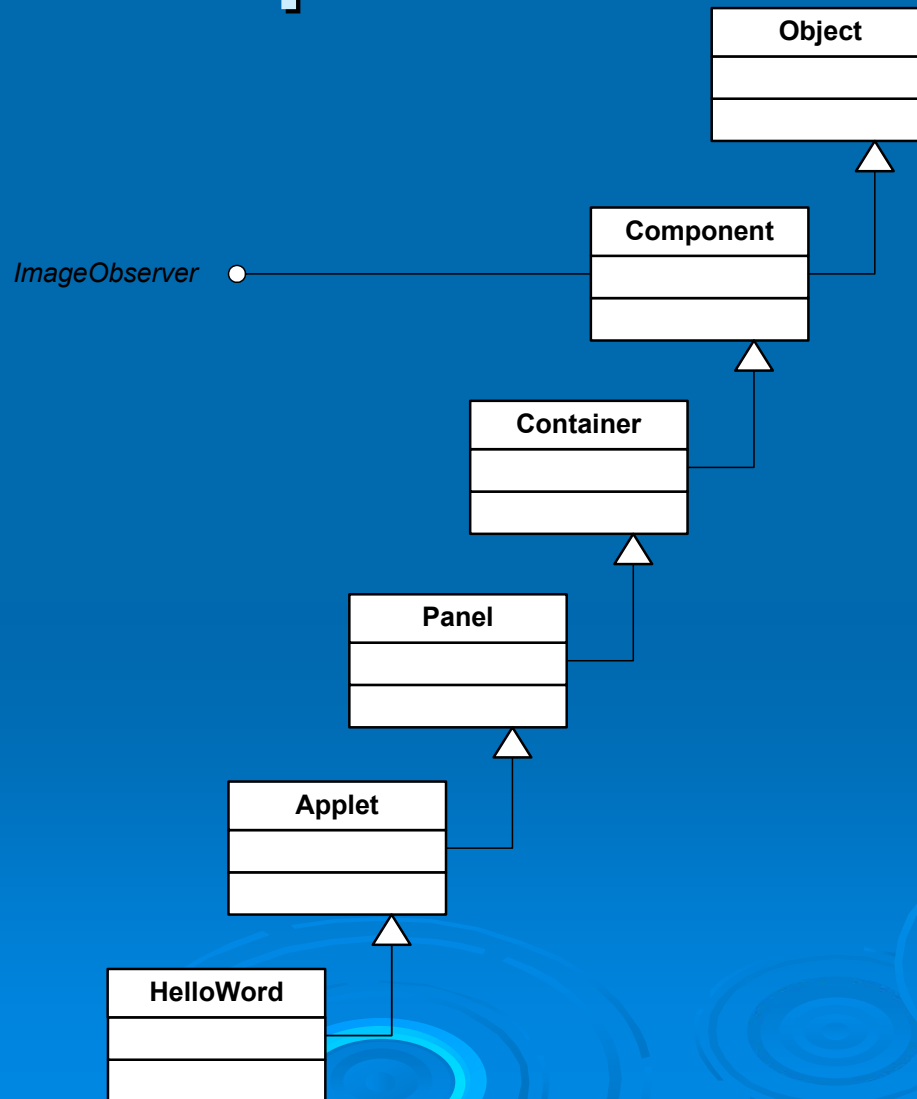 Object
Component
ImageObserver
Container
Panel
Applet
HelloWord